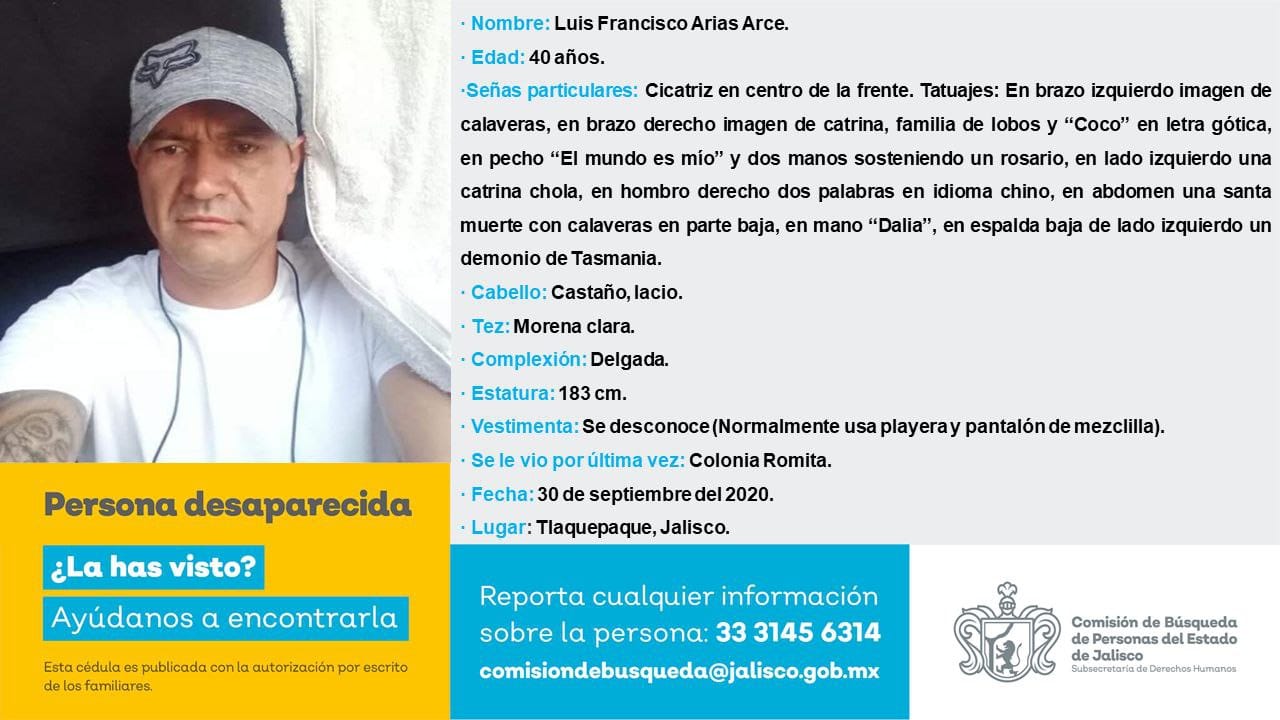 · Nombre: Luis Francisco Arias Arce.
· Edad: 40 años.
·Señas particulares: Cicatriz en centro de la frente. Tatuajes: En brazo izquierdo imagen de
calaveras, en brazo derecho imagen de catrina, familia de lobos y “Coco” en letra gótica,
en pecho “El mundo es mío” y dos manos sosteniendo un rosario, en lado izquierdo una
catrina chola, en hombro derecho dos palabras en idioma chino, en abdomen una santa
muerte con calaveras en parte baja, en mano “Dalia”, en espalda baja de lado izquierdo un
demonio de Tasmania.
· Cabello: Castaño, lacio.
· Tez: Morena clara.
· Complexión: Delgada.
· Estatura: 183 cm.
· Vestimenta: Se desconoce (Normalmente usa playera y pantalón de mezclilla).
· Se le vio por última vez: Colonia Romita.
· Fecha: 30 de septiembre del 2020.
· Lugar: Tlaquepaque, Jalisco.
Persona desaparecida
¿La has visto?
Ayúdanos a encontrarla
Esta cédula es publicada con la autorización por escrito
de los familiares.
Reporta cualquier información
sobre la persona: 33 3145 6314
comisiondebusqueda@jalisco.gob.mx
Comisión de Búsqueda
de Personas del Estado
de Jalisco
Subsecretaría de Derechos Humanos